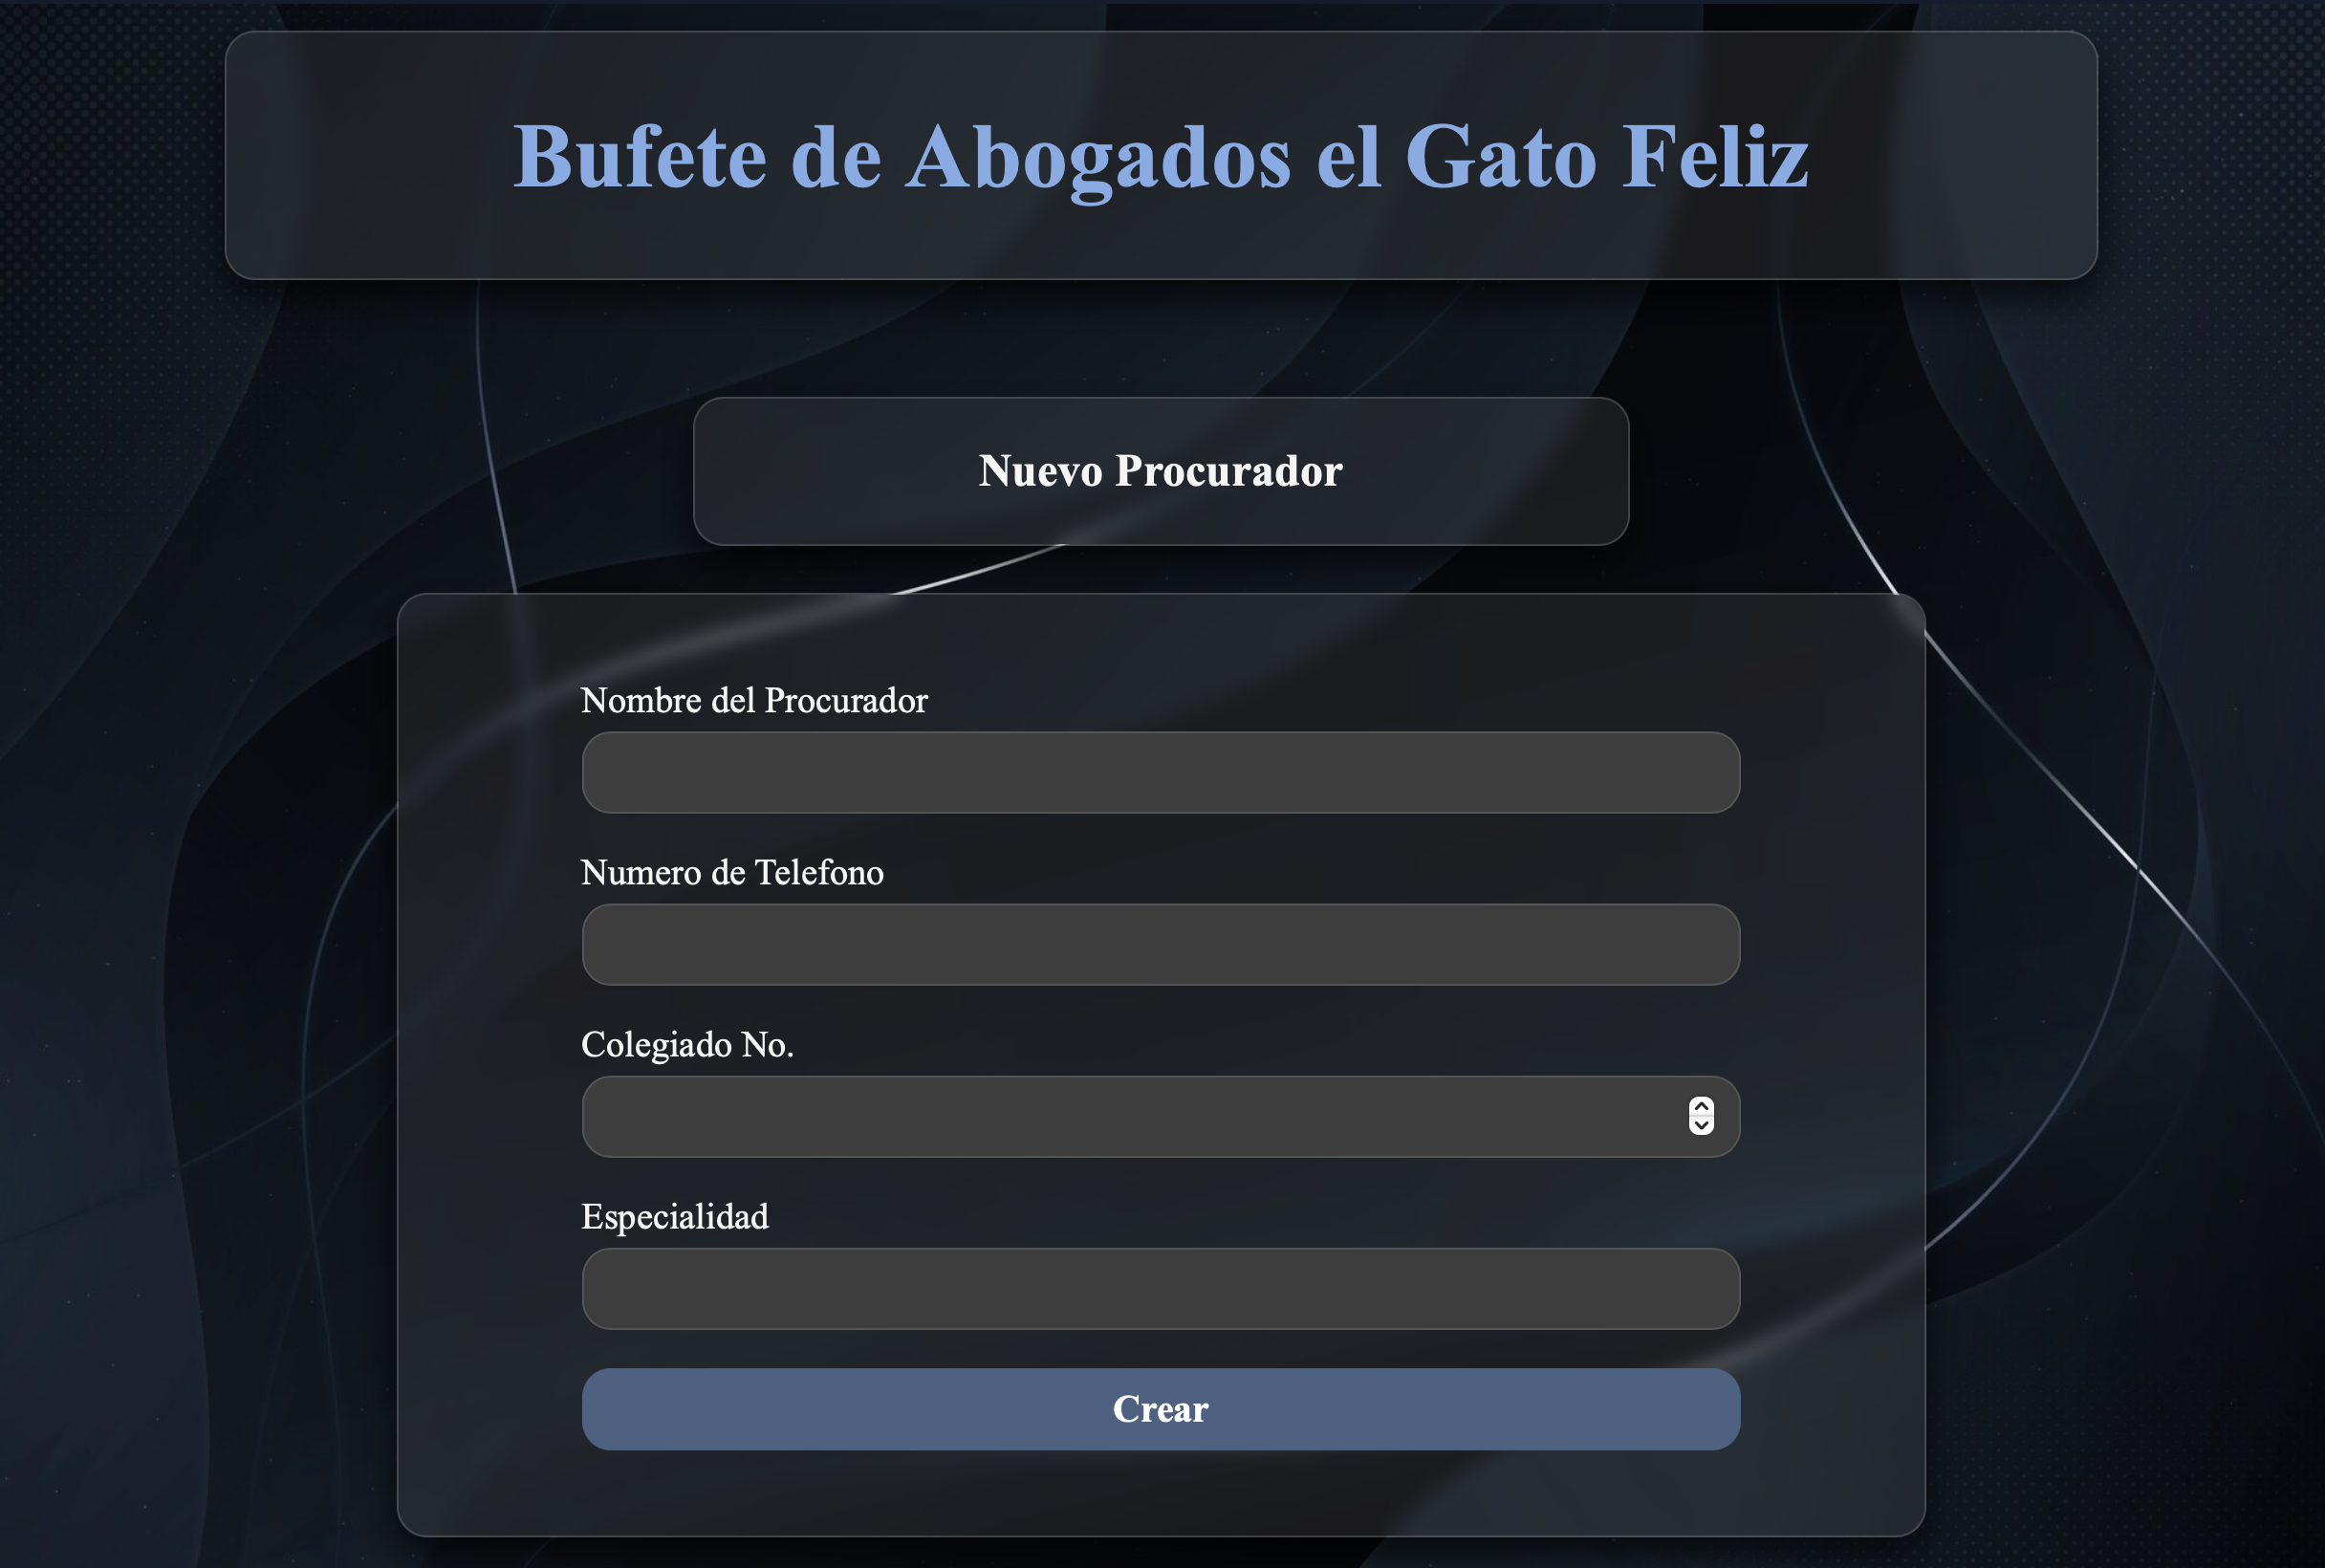 Bufete de Abogados el Gato Feliz
Nuevo Procurador
Nombre del Procurador
Numero de Telefono
Colegiado No.
Especialidad
Crear